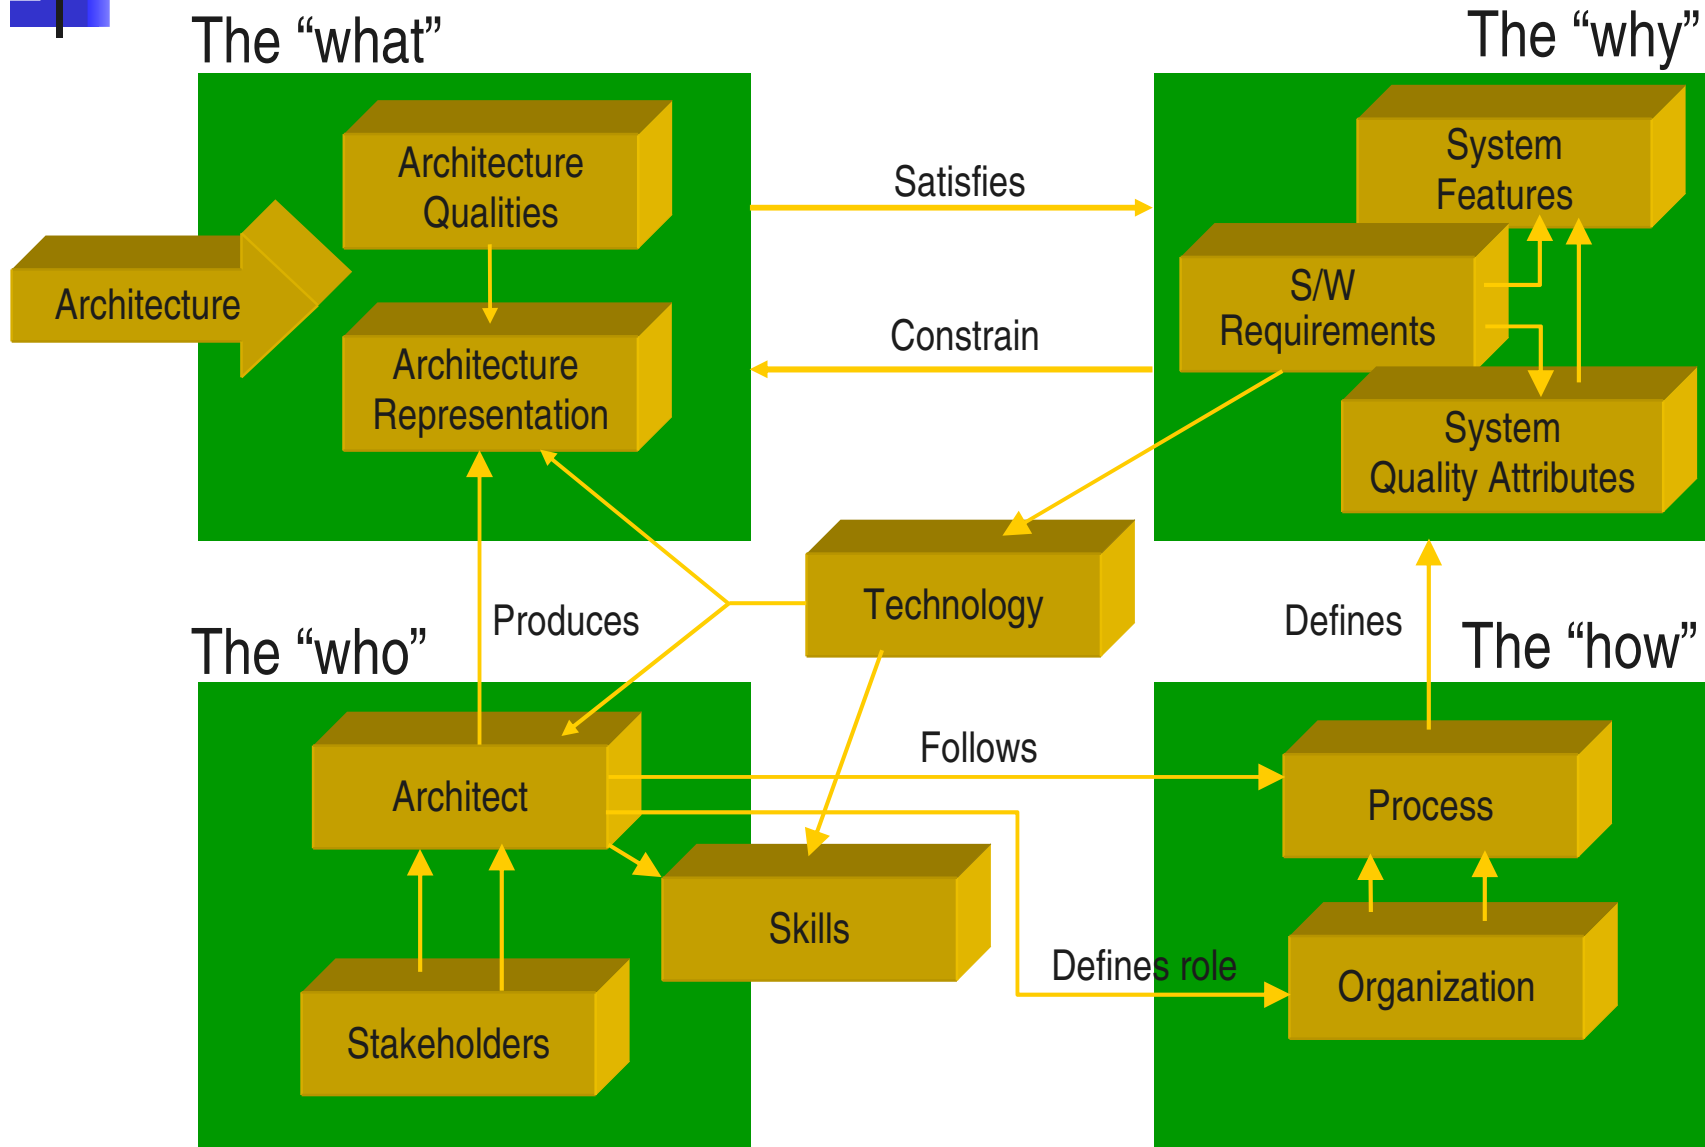 The “what”
The “why”
Architecture
Qualities
System
Features
Satisfies
Architecture
S/W
Requirements
Constrain
Architecture
Representation
System
Quality Attributes
Technology
Produces
Defines
The “who”
The “how”
Follows
Architect
Process
Skills
Defines role
Organization
Stakeholders